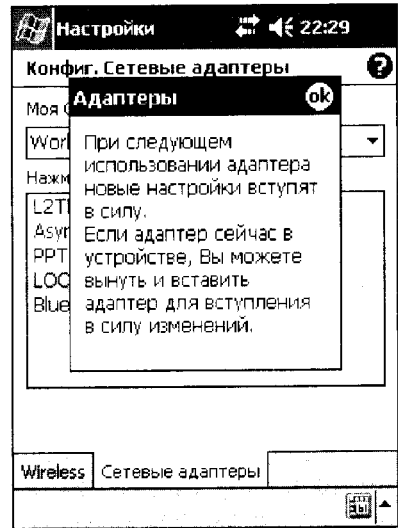 Настройки 22:29
Конфиг. Сетевые адаптеры
Адаптеры ok
Моя
При следующем
использовании адаптера
новые настройки вступят
в силу.
Если адаптер сейчас в
устройстве, Вы можете
вынуть и вставить
адаптер для вступления
в силу изменений.
Wor
Нажм
L2T
Asyn
PPT
LOC
Blue
Wireless Сетевые адаптеры